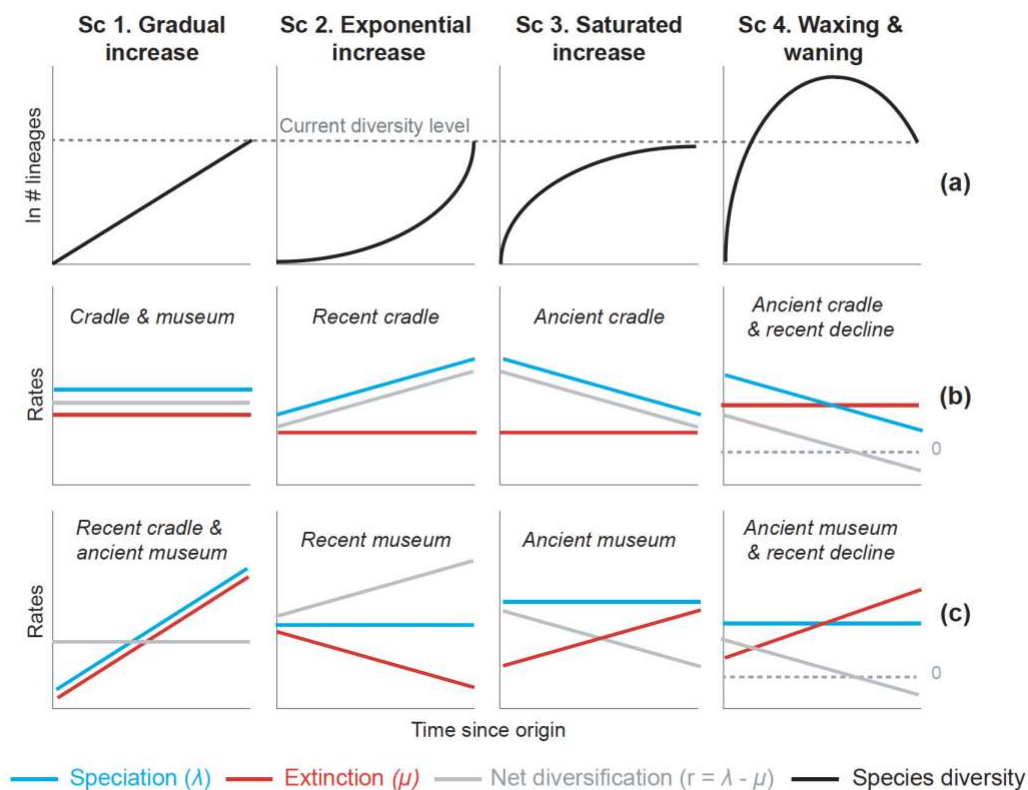 Sc 1. Gradual
increase
Sc 2. Exponential
increase
Sc 3. Saturated
increase
Sc 4. Waxing &
waning
ln # lineages
Current diversity level
(a)
Rates
Cradle & museum
Recent cradle
Ancient cradle
Ancient cradle
& recent decline
0
(b)
Rates
Recent cradle &
ancient museum
Recent museum
Ancient museum
Ancient museum
& recent decline
0
(c)
Time since origin
Speciation (λ)
Extinction (μ)
Net diversification (r = λ - μ)
Species diversity